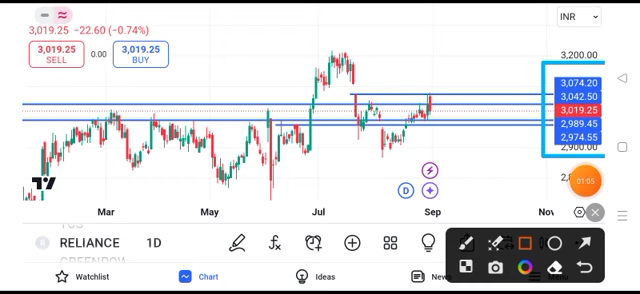 INR
3,019.25 −22.60 (−0.74%)
3,019.25
SELL
0.00
3,019.25
BUY
3,200.00
3,074.20
3,042.50
3,019.25
2,989.45
2,974.55
2,900.00
01:05
D
Mar
May
Jul
Sep
Nov
RELIANCE
1D
Watchlist
Chart
Ideas
News
Menu